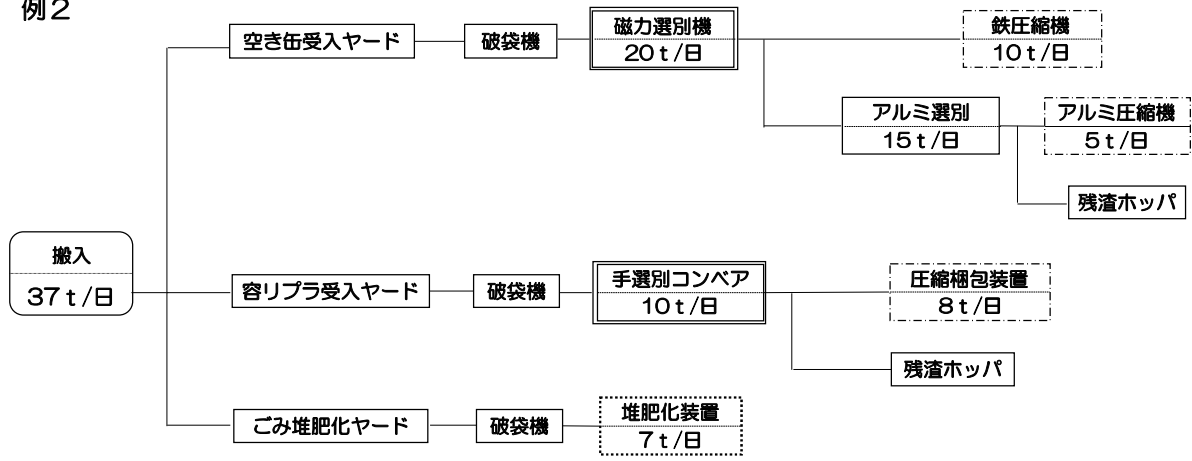 例2
空き缶受入ヤード
破袋機
磁力選別機
20t/日
鉄圧縮機
10t/日
アルミ選別
15t/日
アルミ圧縮機
5t/日
残渣ホッパ
搬入
37t/日
容リプラ受入ヤード
破袋機
手選別コンベア
10t/日
圧縮梱包装置
8t/日
残渣ホッパ
ごみ堆肥化ヤード
破袋機
堆肥化装置
7t/日